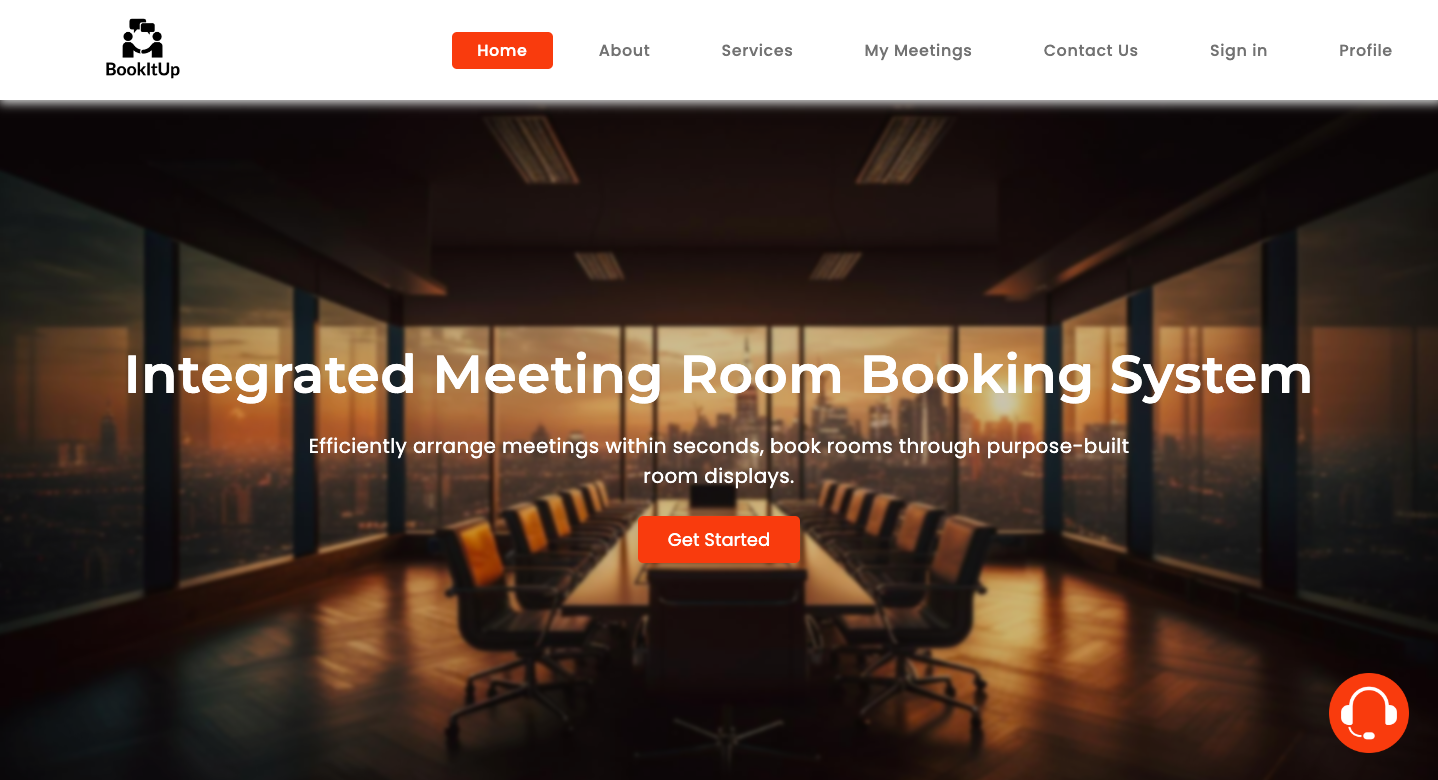 BookItUp
Home
About
Services
My Meetings
Contact Us
Sign in
Profile
Integrated Meeting Room Booking System
Efficiently arrange meetings within seconds, book rooms through purpose-built
room displays.
Get Started